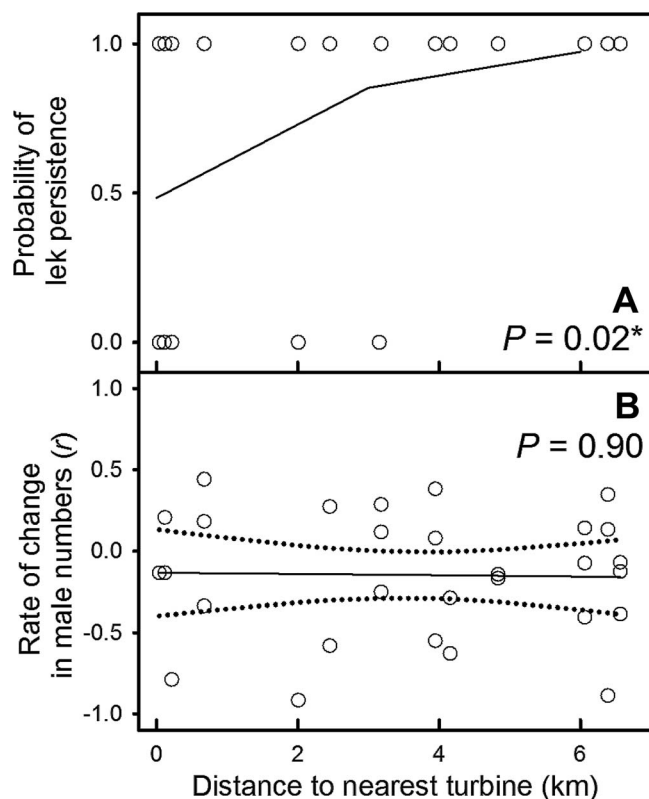 Probability of
lek persistence
1.0
0.5
0.0
A
P = 0.02*
Rate of change
in male numbers (r)
1.0
0.5
0.0
-0.5
-1.0
B
P = 0.90
0 2 4 6
Distance to nearest turbine (km)